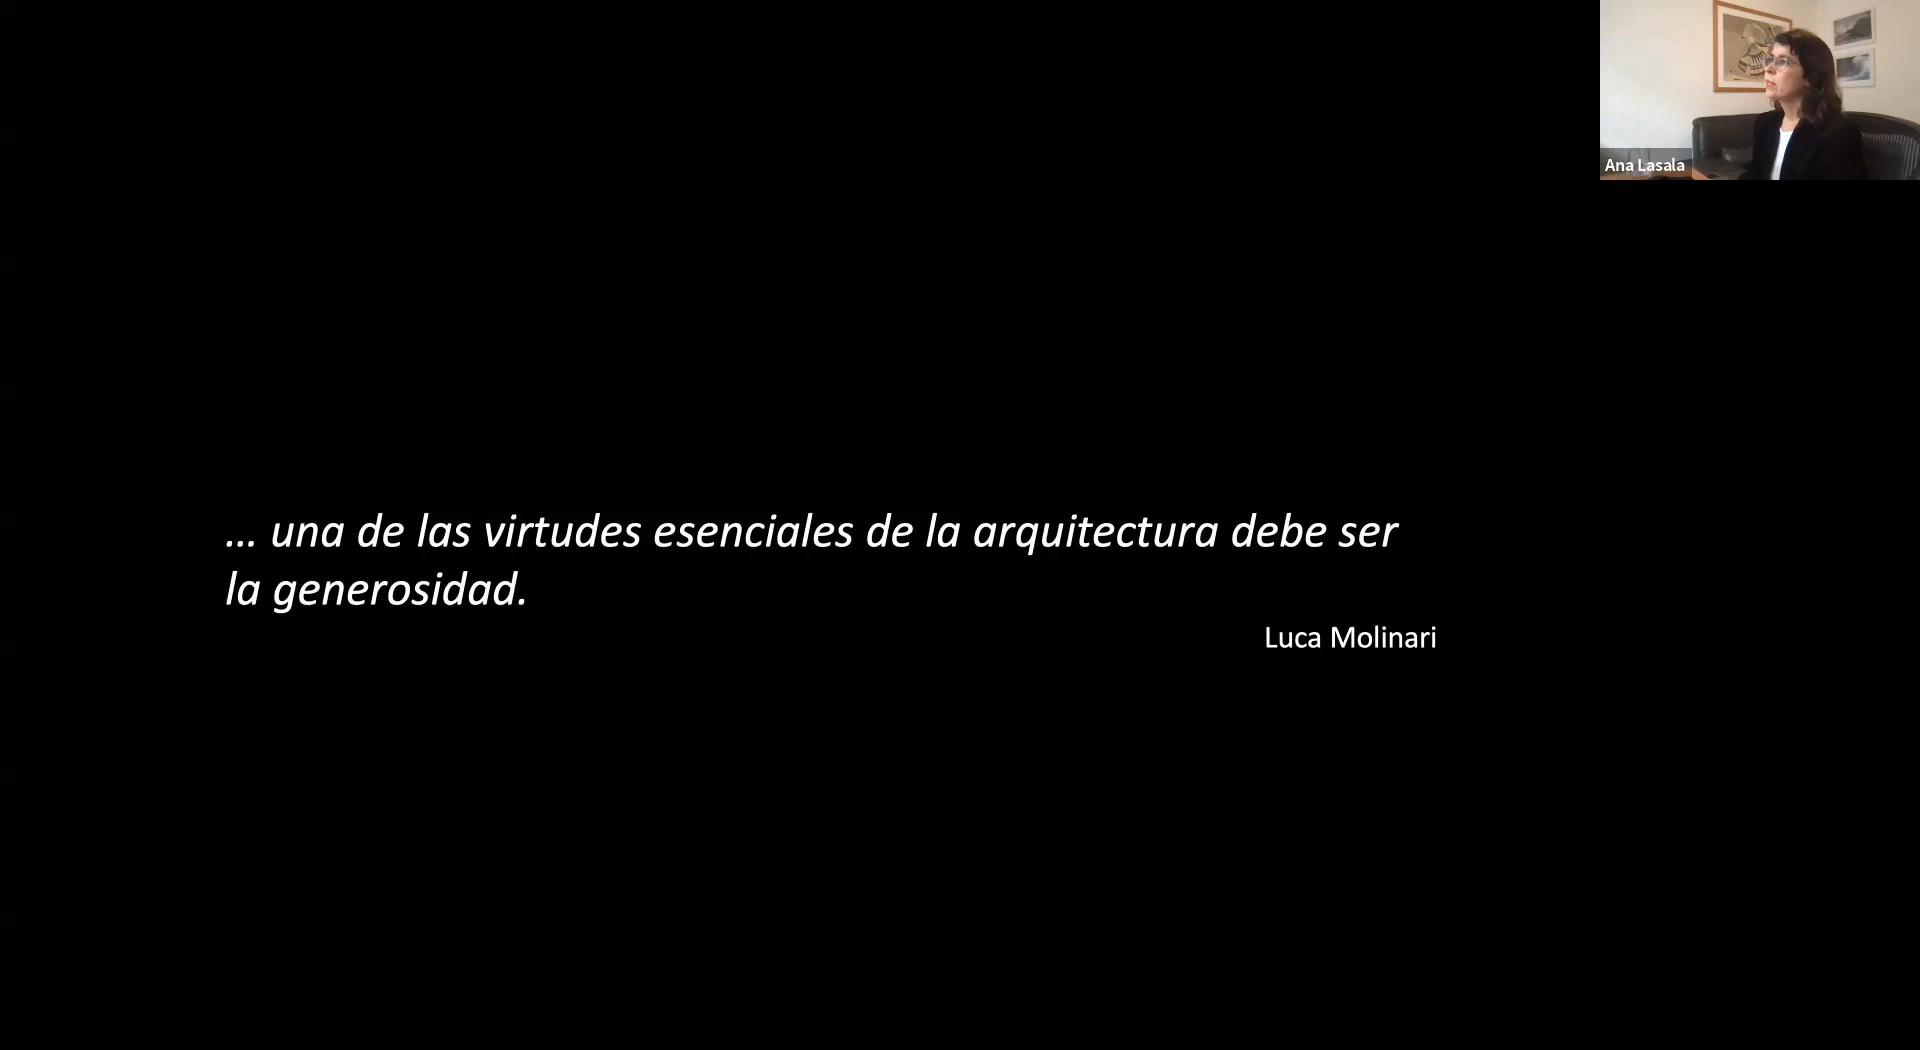 Ana Lasala
… una de las virtudes esenciales de la arquitectura debe ser
la generosidad.
Luca Molinari